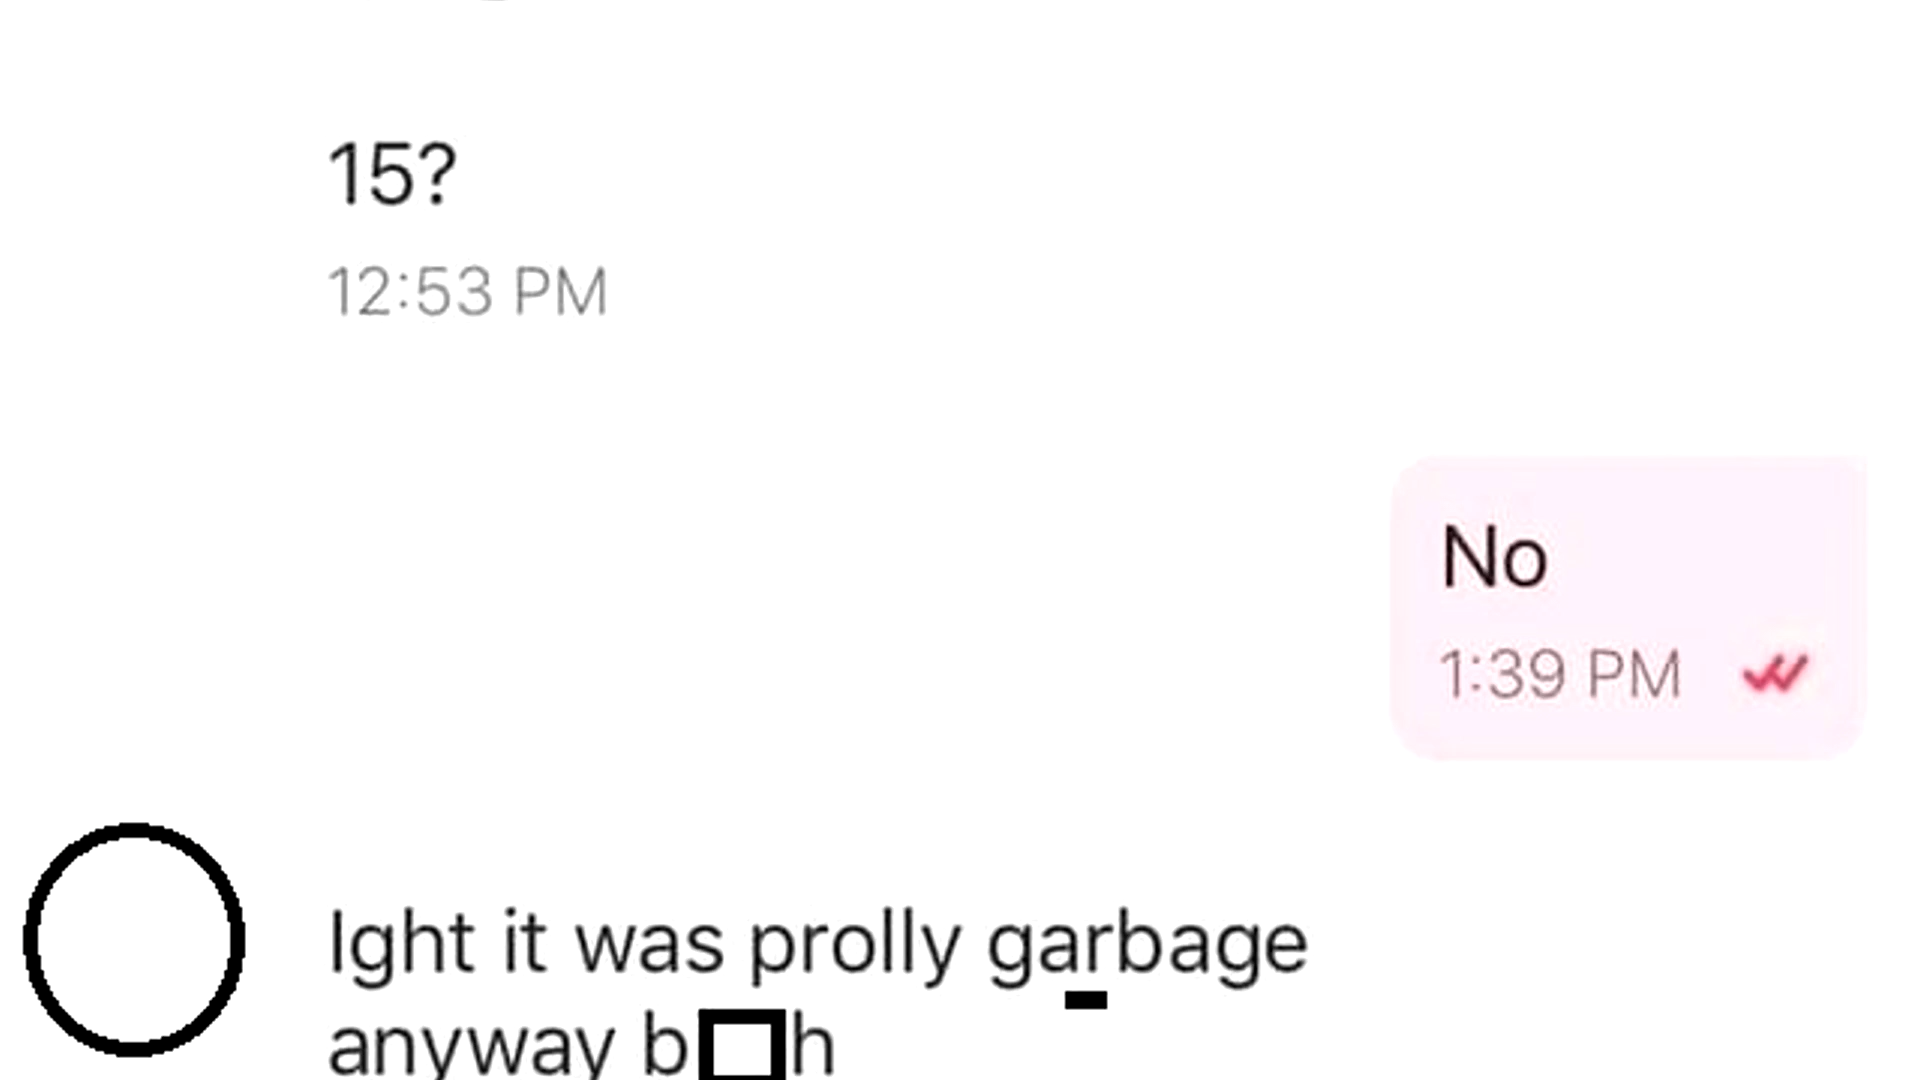 15?
12:53 PM
No
1:39 PM
Ight it was prolly garbage
anyway b□h